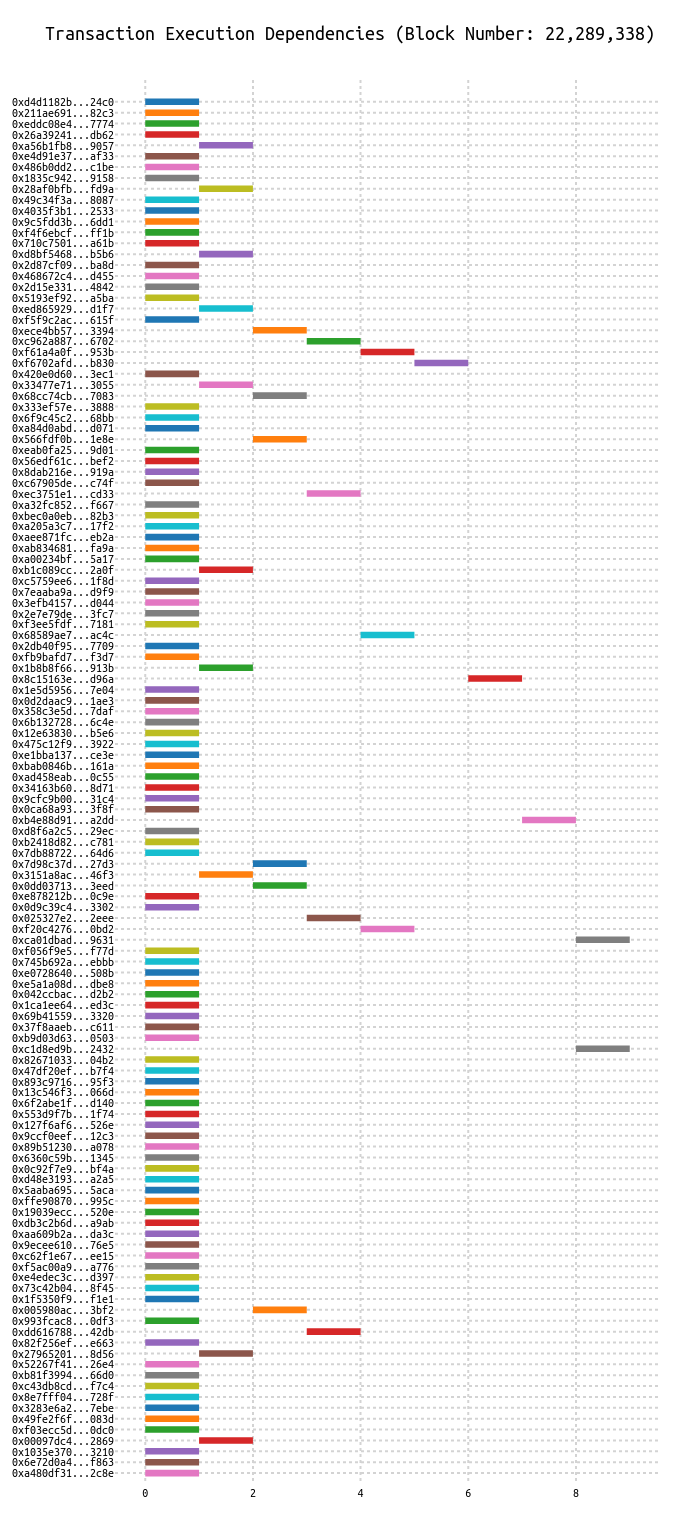 Transaction Execution Dependencies (Block Number: 22,289,338)
0xd4d1182b...24c0
0x211ae691...82c3
0xeddc08e4...7774
0x26a39241...db62
0xa56b1fb8...9057
0xe4d91e37...af33
0x486b0dd2...c1be
0x1835c942...9158
0x28af0bfb...fd9a
0x49c34f3a...8087
0x4035f3b1...2533
0x9c5fdd3b...6dd1
0xf4f6ebcf...ff1b
0x710c7501...a61b
0xd8bf5468...b5b6
0x2d87cf09...ba8d
0x468672c4...d455
0x2d15e331...4842
0x5193ef92...a5ba
0xed865929...d1f7
0xf5f9c2ac...615f
0xece4bb57...3394
0xc962a887...6702
0xf61a4a0f...953b
0xf6702afd...b830
0x420e0d60...3ec1
0x33477e71...3055
0x68cc74cb...7083
0x333ef57e...3888
0x6f9c45c2...68bb
0xa84d0abd...d071
0x566fdf0b...1e8e
0xeab0fa25...9d01
0x56edf61c...bef2
0x8dab216e...919a
0xc67905de...c74f
0xec3751e1...cd33
0xa32fc852...f667
0xbec0a0eb...82b3
0xa205a3c7...17f2
0xaee871fc...eb2a
0xab834681...fa9a
0xa00234bf...5a17
0xb1c089cc...2a0f
0xc5759ee6...1f8d
0x7eaaba9a...d9f9
0x3efb4157...d044
0x2e7e79de...3fc7
0xf3ee5fdf...7181
0x68589ae7...ac4c
0x2db40f95...7709
0xfb9bafd7...f3d7
0x1b8b8f66...913b
0x8c15163e...d96a
0x1e5d5956...7e04
0x0d2daac9...1ae3
0x358c3e5d...7daf
0x6b132728...6c4e
0x12e63830...b5e6
0x475c12f9...3922
0xe1bba137...ce3e
0xbab0846b...161a
0xad458eab...0c55
0x34163b60...8d71
0x9cfc9b00...31c4
0x0ca68a93...3f8f
0xb4e88d91...a2dd
0xd8f6a2c5...29ec
0xb2418d82...c781
0x7db88722...64d6
0x7d98c37d...27d3
0x3151a8ac...46f3
0x0dd03713...3eed
0xe878212b...0c9e
0x0d9c39c4...3302
0x025327e2...2eee
0xf20c4276...0bd2
0xca01dbad...9631
0xf056f9e5...f77d
0x745b692a...ebbb
0xe0728640...508b
0xe5a1a08d...dbe8
0x042ccbac...d2b2
0x1ca1ee64...ed3c
0x69b41559...3320
0x37f8aaeb...c611
0xb9d03d63...0503
0xc1d8ed9b...2432
0x82671033...04b2
0x47df20ef...b7f4
0x893c9716...95f3
0x13c546f3...066d
0x6f2abe1f...d140
0x553d9f7b...1f74
0x127f6af6...526e
0x9ccf0eef...12c3
0x89b51230...a078
0x6360c59b...1345
0x0c92f7e9...bf4a
0xd48e3193...a2a5
0x5aaba695...5aca
0xffe90870...995c
0x19039ecc...520e
0xdb3c2b6d...a9ab
0xaa609b2a...da3c
0x9ecee610...76e5
0xc62f1e67...ee15
0xf5ac00a9...a776
0xe4edec3c...d397
0x73c42b04...8f45
0x1f5350f9...f1e1
0x005980ac...3bf2
0x993fcac8...0df3
0xdd616788...42db
0x82f256ef...e663
0x27965201...8d56
0x52267f41...26e4
0xb81f3994...66d0
0xc43db8cd...f7c4
0x8e7fff04...728f
0x3283e6a2...7ebe
0x49fe2f6f...083d
0xf03ecc5d...0dc0
0x00097dc4...2869
0x1035e370...3210
0x6e72d0a4...f863
0xa480df31...2c8e
0 2 4 6 8